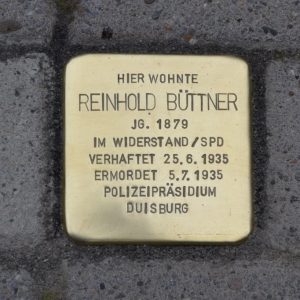 HIER WOHNTE
REINHOLD BÜTTNER
JG. 1879
IM WIDERSTAND/SPD
VERHAFTET 25.6.1935
ERMORDET 5.7.1935
POLIZEIPRÄSIDIUM
DUISBURG